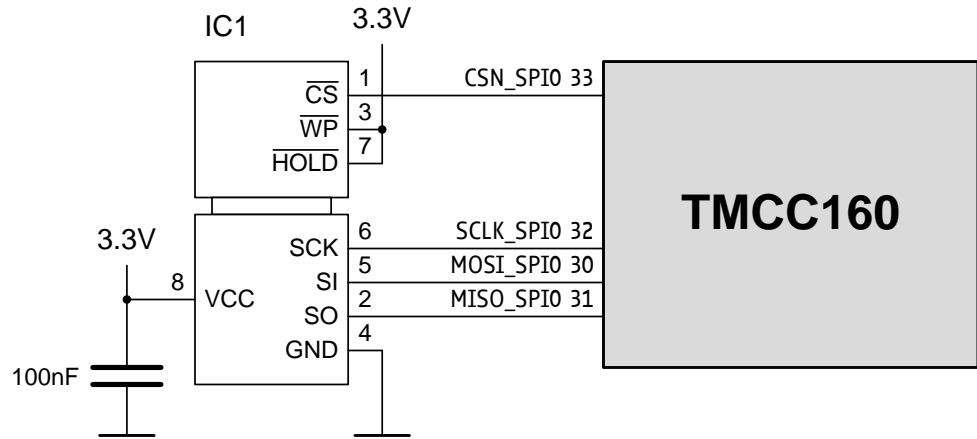 IC1
3.3V
CS 1 CSN_SPI0 33
WP 3
HOLD 7
TMCC160
3.3V
SCK 6 SCLK_SPI0 32
8 VCC
SI 5 MOSI_SPI0 30
SO 2 MISO_SPI0 31
GND 4
100nF